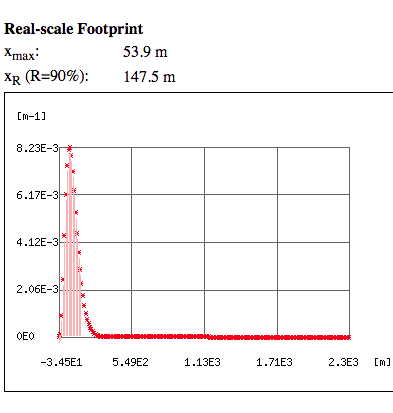 Real-scale Footprint
xmax: 53.9 m
xR (R=90%): 147.5 m
[m-1]
8.23E-3
6.17E-3
4.12E-3
2.06E-3
0E0
-3.45E1 5.49E2 1.13E3 1.71E3 2.3E3 [m]